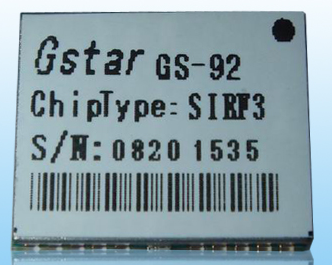 Gstar GS-92
ChipType: SIRF3
S/N: 0820 1535